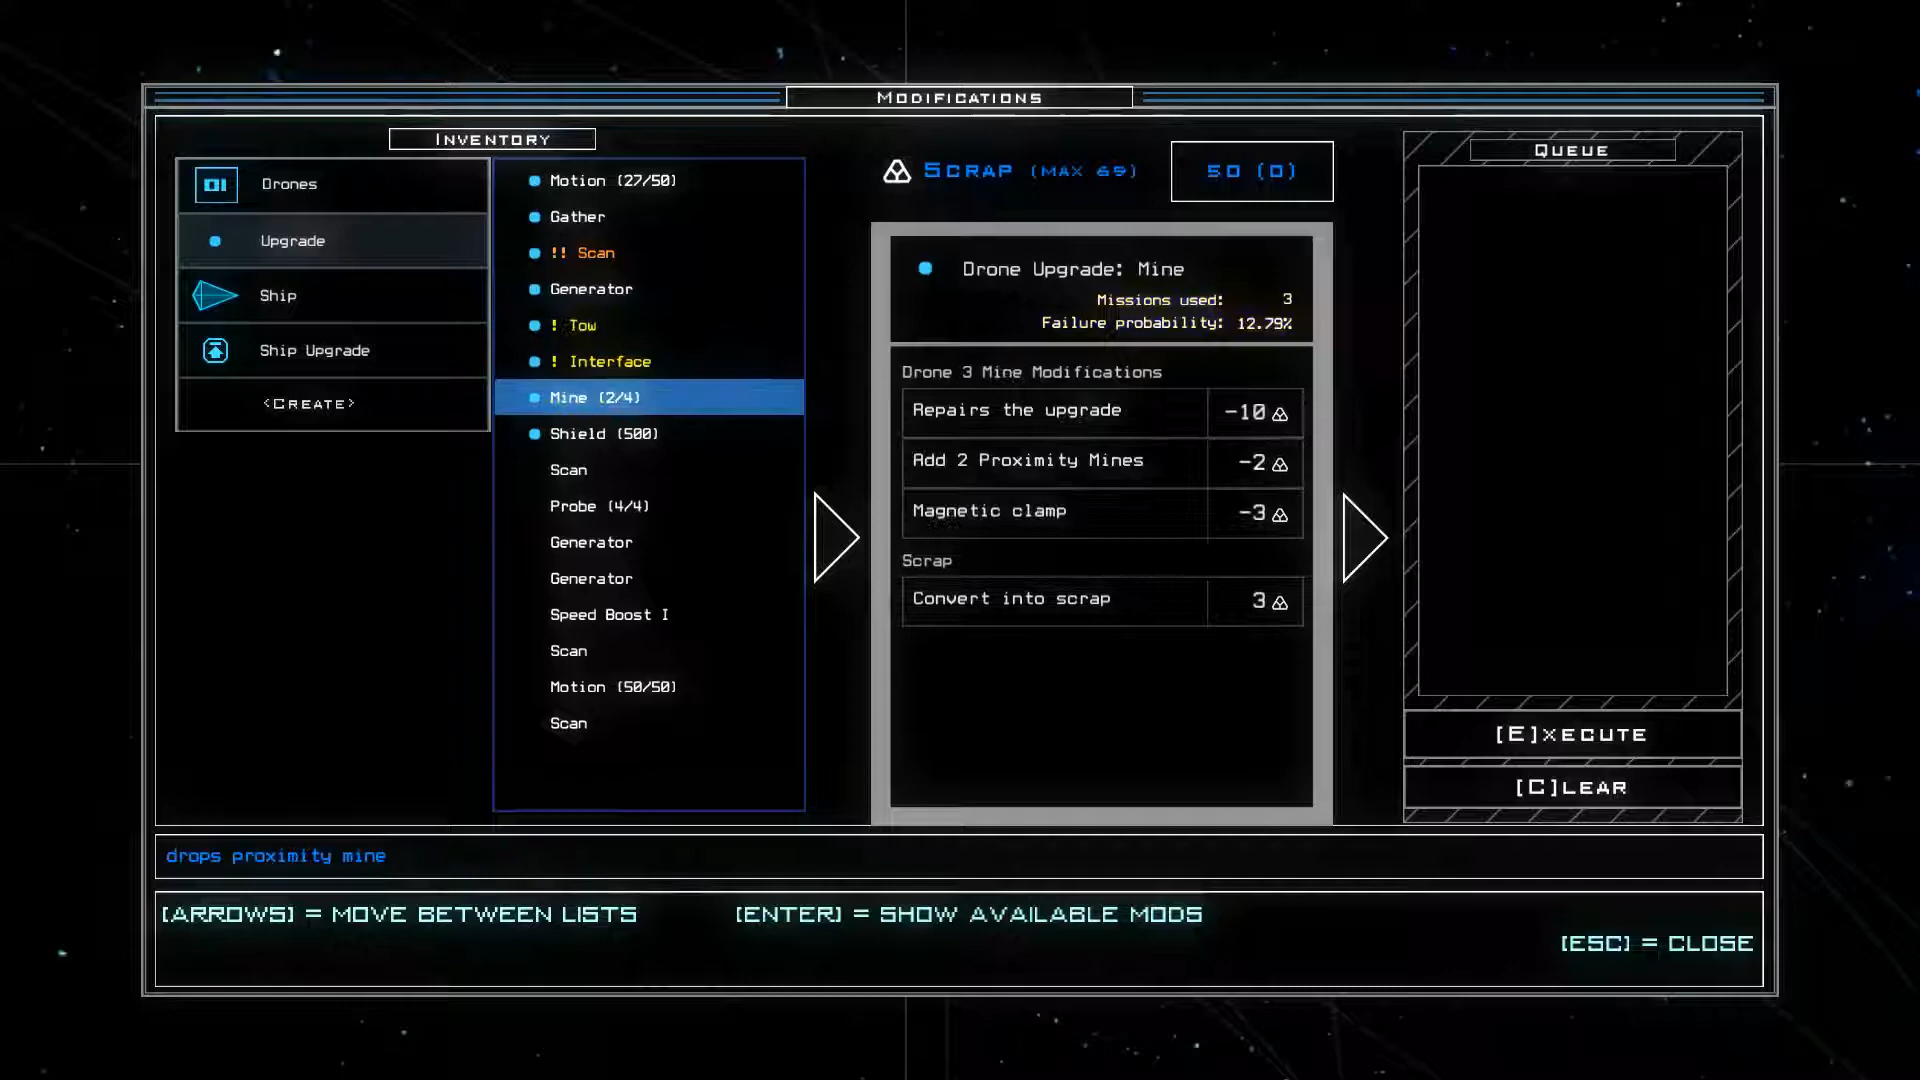 Modifications
Inventory
Drones
Upgrade
Ship
Ship Upgrade
<Create>
Motion (27/50)
Gather
!! Scan
Generator
! Tow
! Interface
Mine (2/4)
Shield (500)
Scan
Probe (4/4)
Generator
Generator
Speed Boost I
Scan
Motion (50/50)
Scan
Scrap (max 69)
50 (0)
Drone Upgrade: Mine
Missions used: 3
Failure probability: 12.79%
Drone 3 Mine Modifications
Repairs the upgrade -10
Add 2 Proximity Mines -2
Magnetic clamp -3
Scrap
Convert into scrap 3
Queue
[E]xecute
[C]lear
drops proximity mine
[ARROWS] = MOVE BETWEEN LISTS
[ENTER] = SHOW AVAILABLE MODS
[ESC] = CLOSE